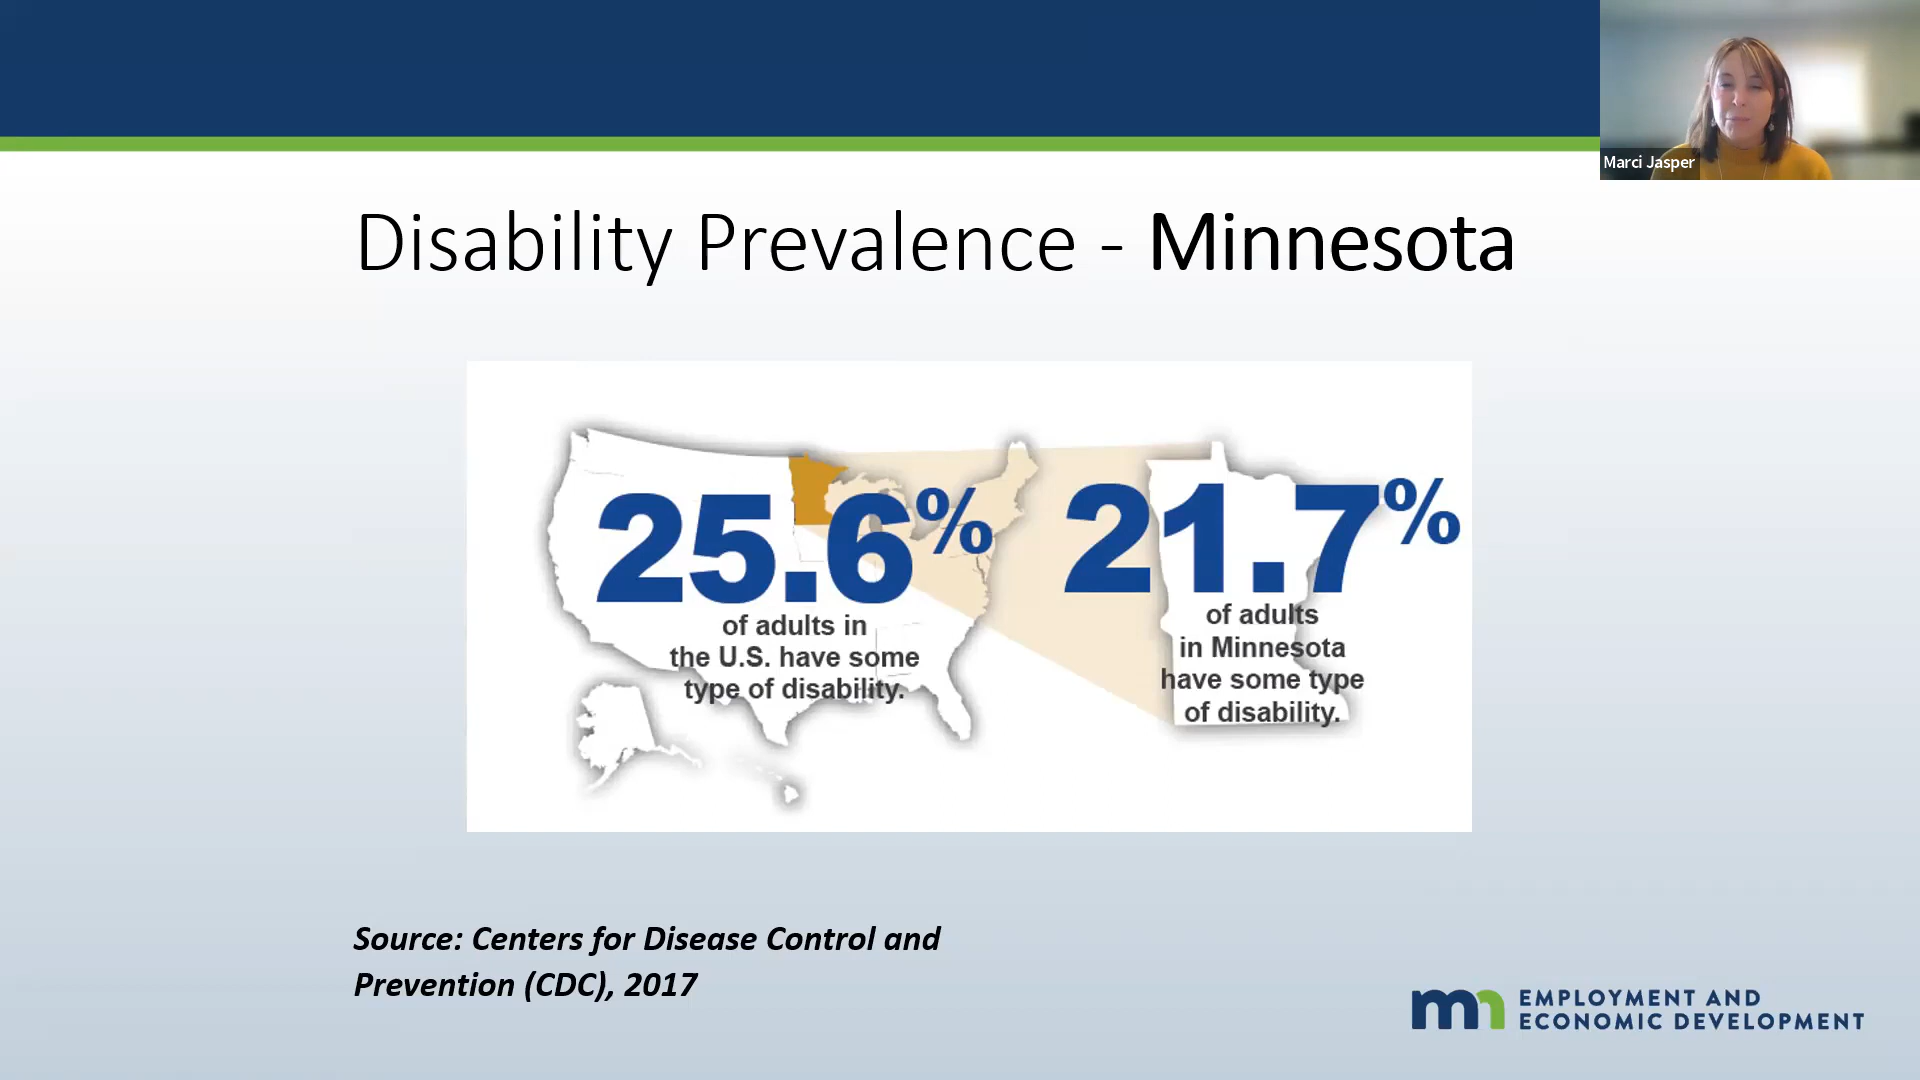 Marci Jasper
Disability Prevalence - Minnesota
25.6%
of adults in
the U.S. have some
type of disability.
21.7%
of adults
in Minnesota
have some type
of disability.
Source: Centers for Disease Control and
Prevention (CDC), 2017
mn EMPLOYMENT AND
ECONOMIC DEVELOPMENT